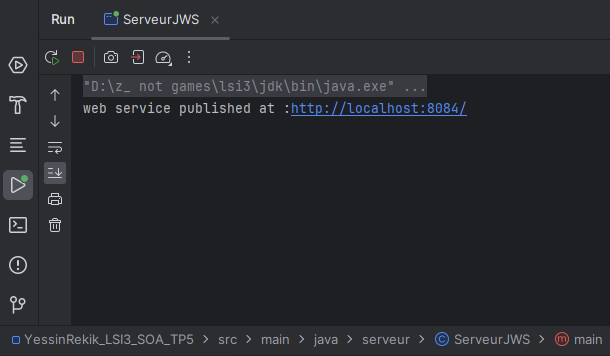 Run ServeurJWS
"D:\z_ not games\lsi3\jdk\bin\java.exe" ...
web service published at :http://localhost:8084/
YessinRekik_LSI3_SOA_TP5 > src > main > java > serveur > ServeurJWS > main